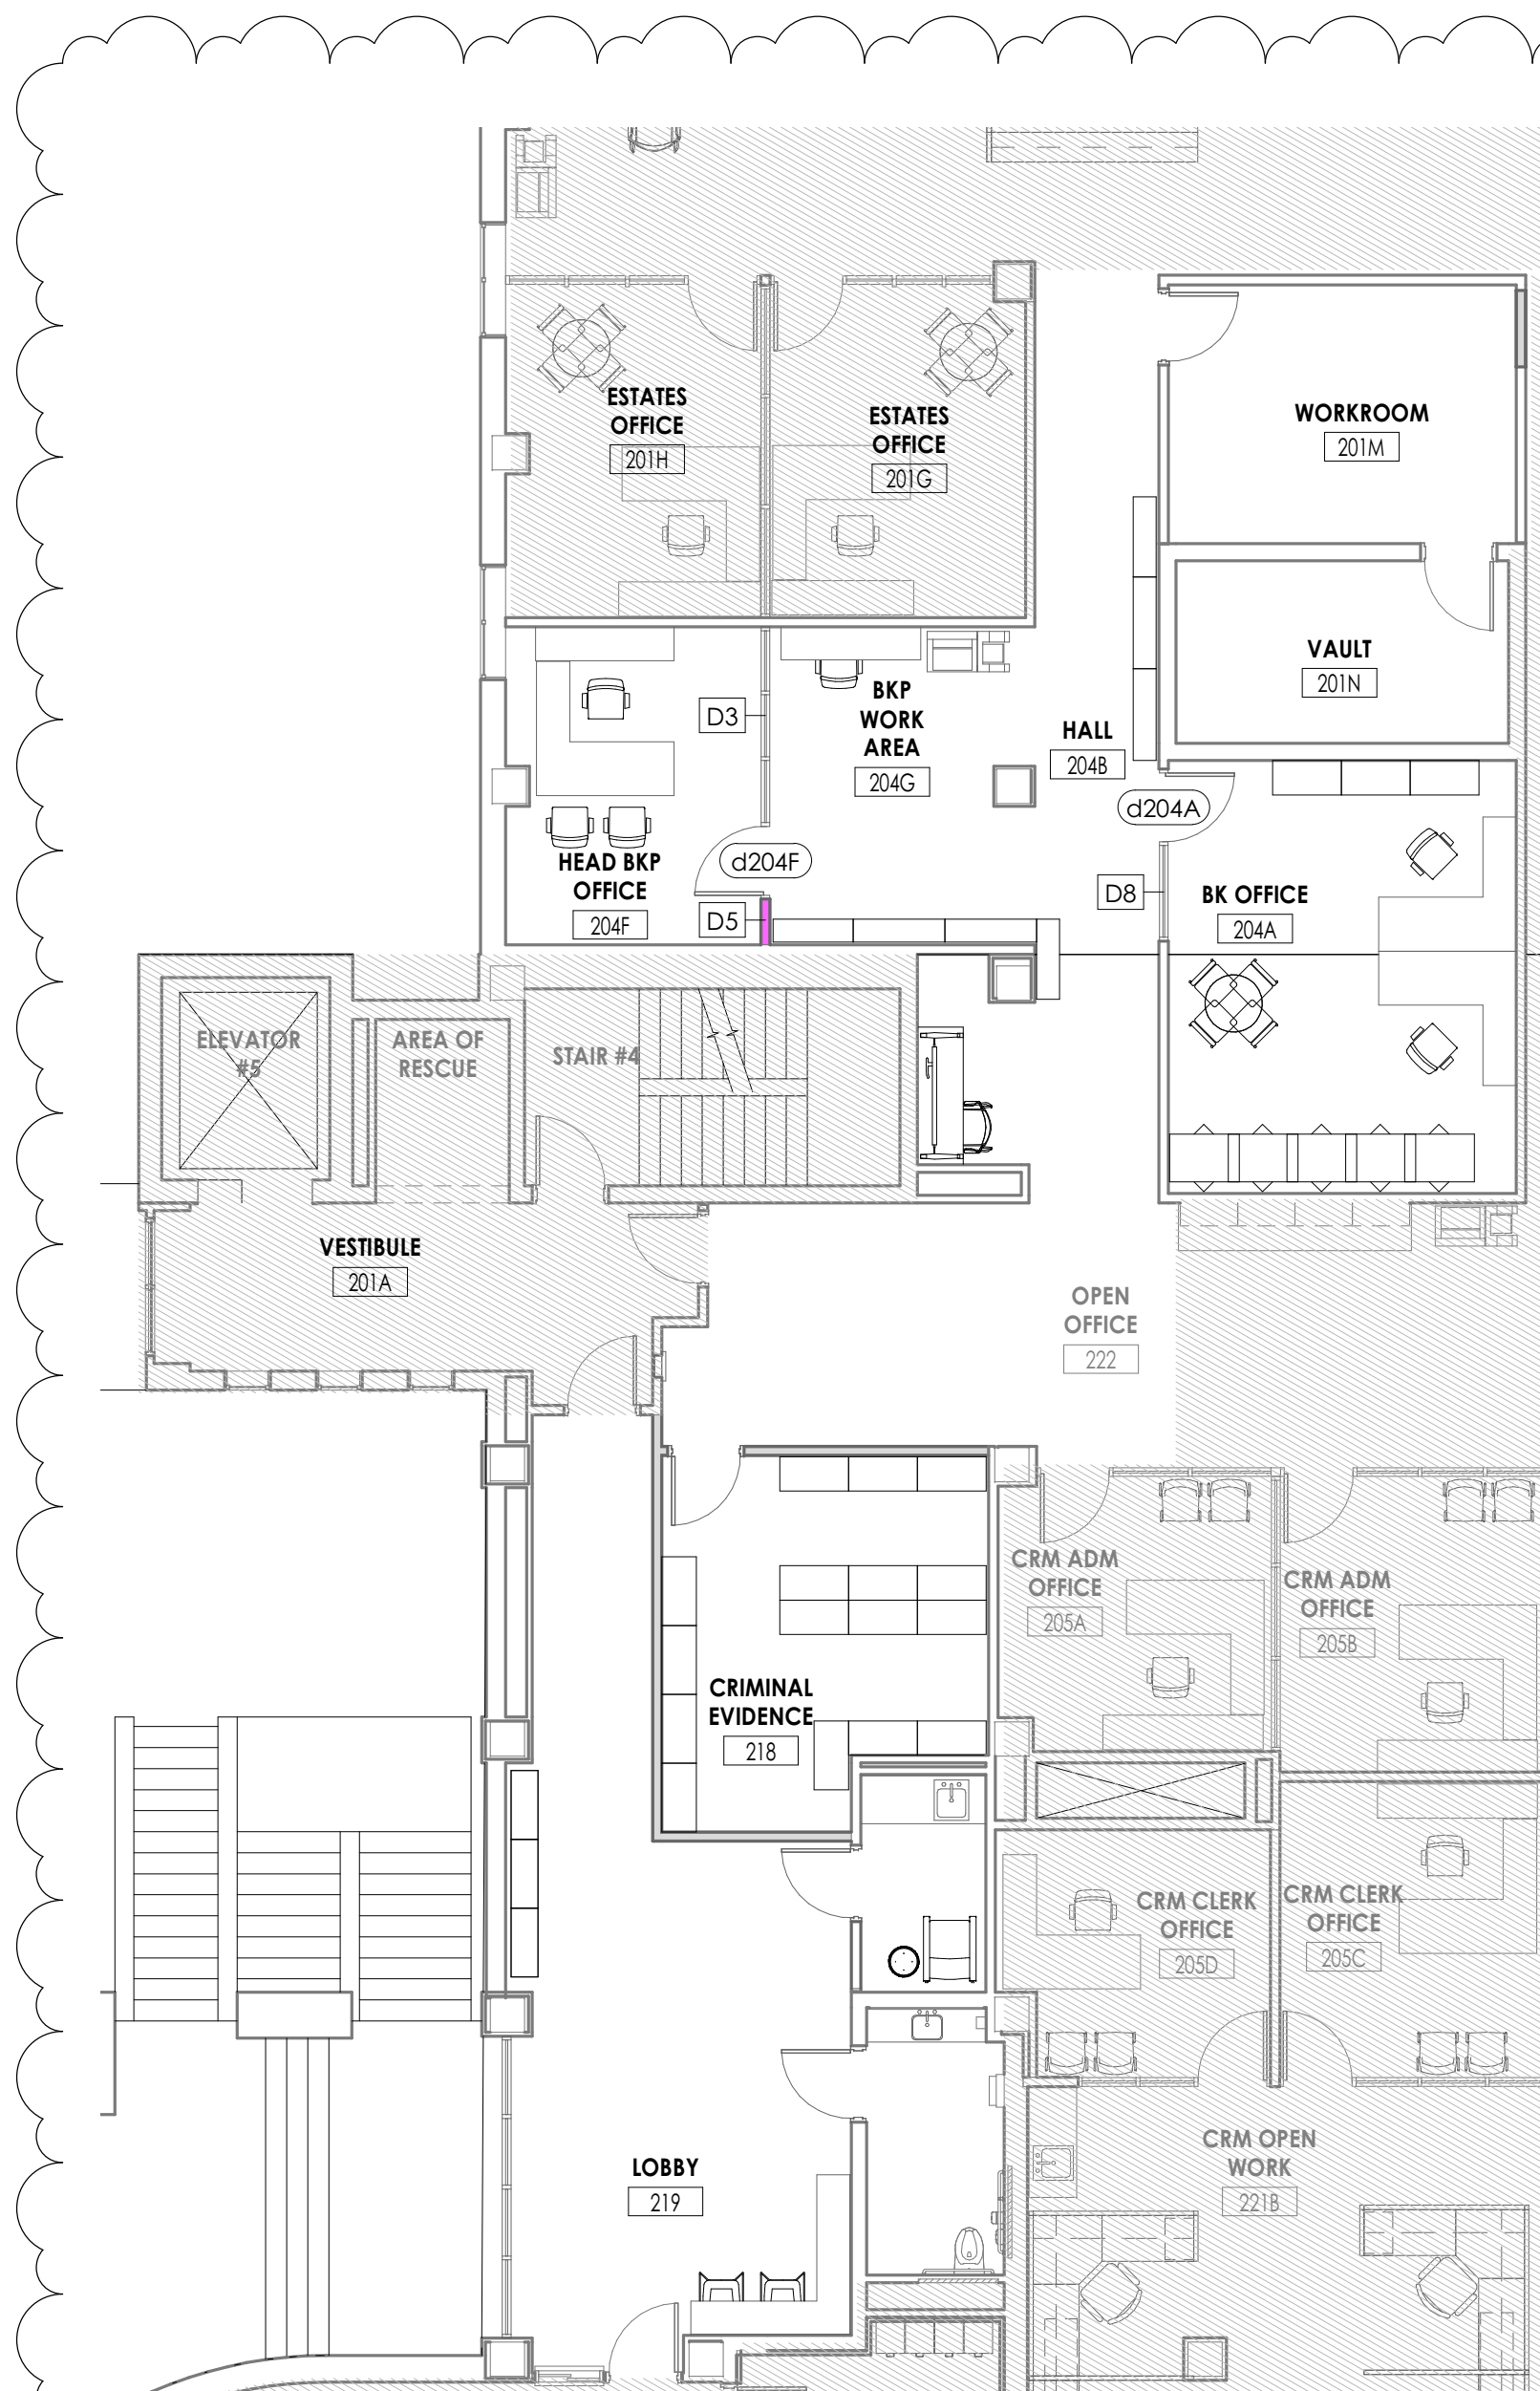 ESTATES
OFFICE
201H
ESTATES
OFFICE
201G
WORKROOM
201M
VAULT
201N
D3
BKP
WORK
AREA
204G
HALL
204B
d204A
d204F
HEAD BKP
OFFICE
204F
D5
D8
BK OFFICE
204A
ELEVATOR
#5
AREA OF
RESCUE
STAIR #4
VESTIBULE
201A
OPEN
OFFICE
222
CRM ADM
OFFICE
205A
CRM ADM
OFFICE
205B
CRIMINAL
EVIDENCE
218
CRM CLERK
OFFICE
205D
CRM CLERK
OFFICE
205C
CRM OPEN
WORK
221B
LOBBY
219